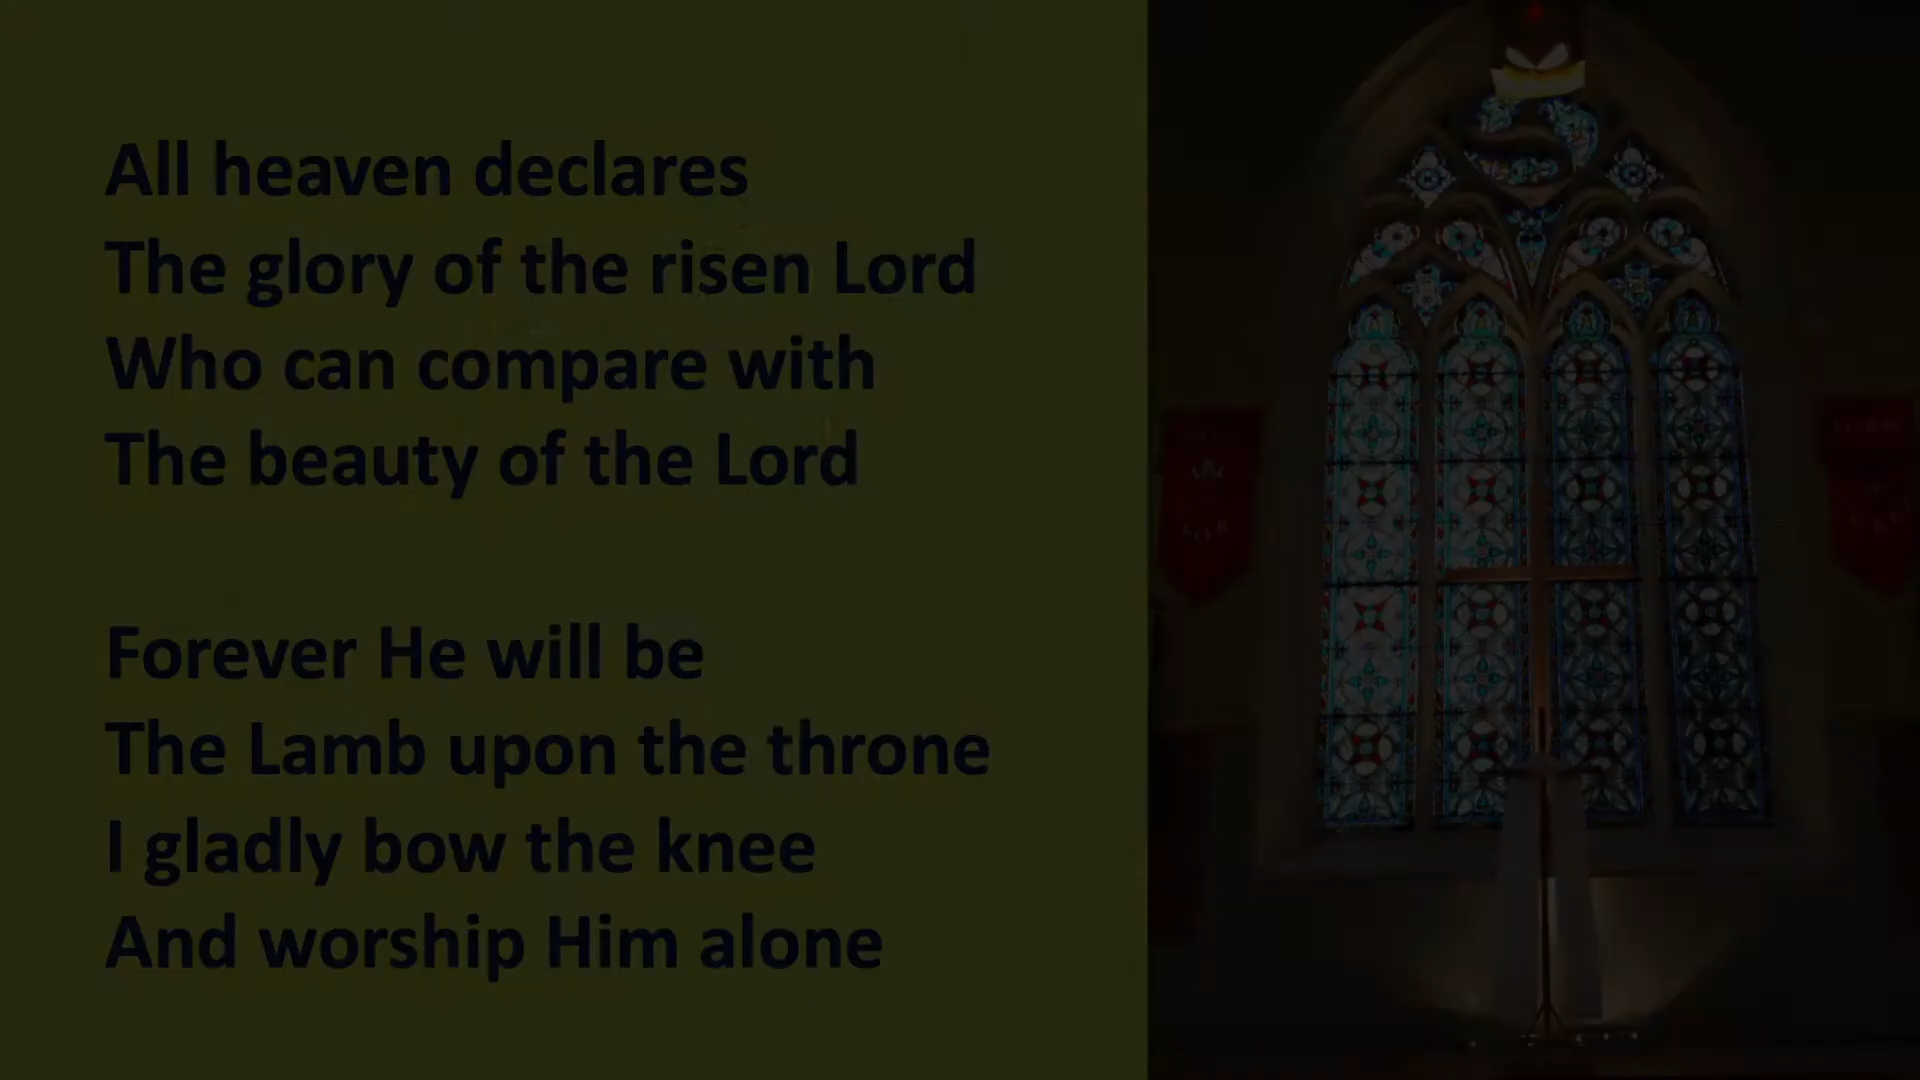 All heaven declares
The glory of the risen Lord
Who can compare with
The beauty of the Lord
Forever He will be
The Lamb upon the throne
I gladly bow the knee
And worship Him alone